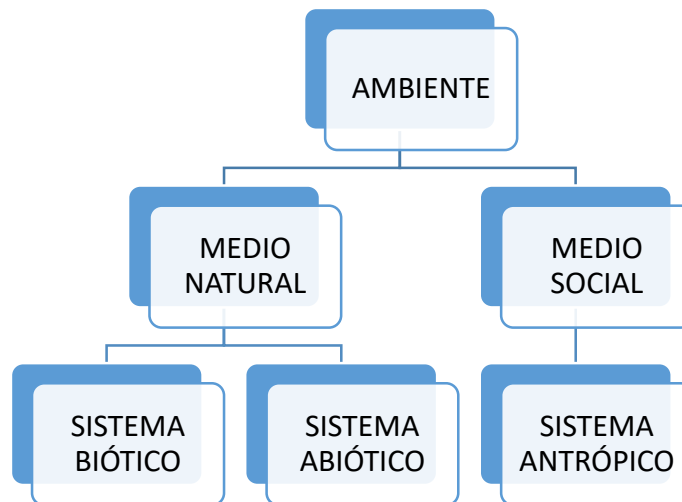 AMBIENTE
MEDIO
NATURAL
MEDIO
SOCIAL
SISTEMA
BIÓTICO
SISTEMA
ABIÓTICO
SISTEMA
ANTRÓPICO